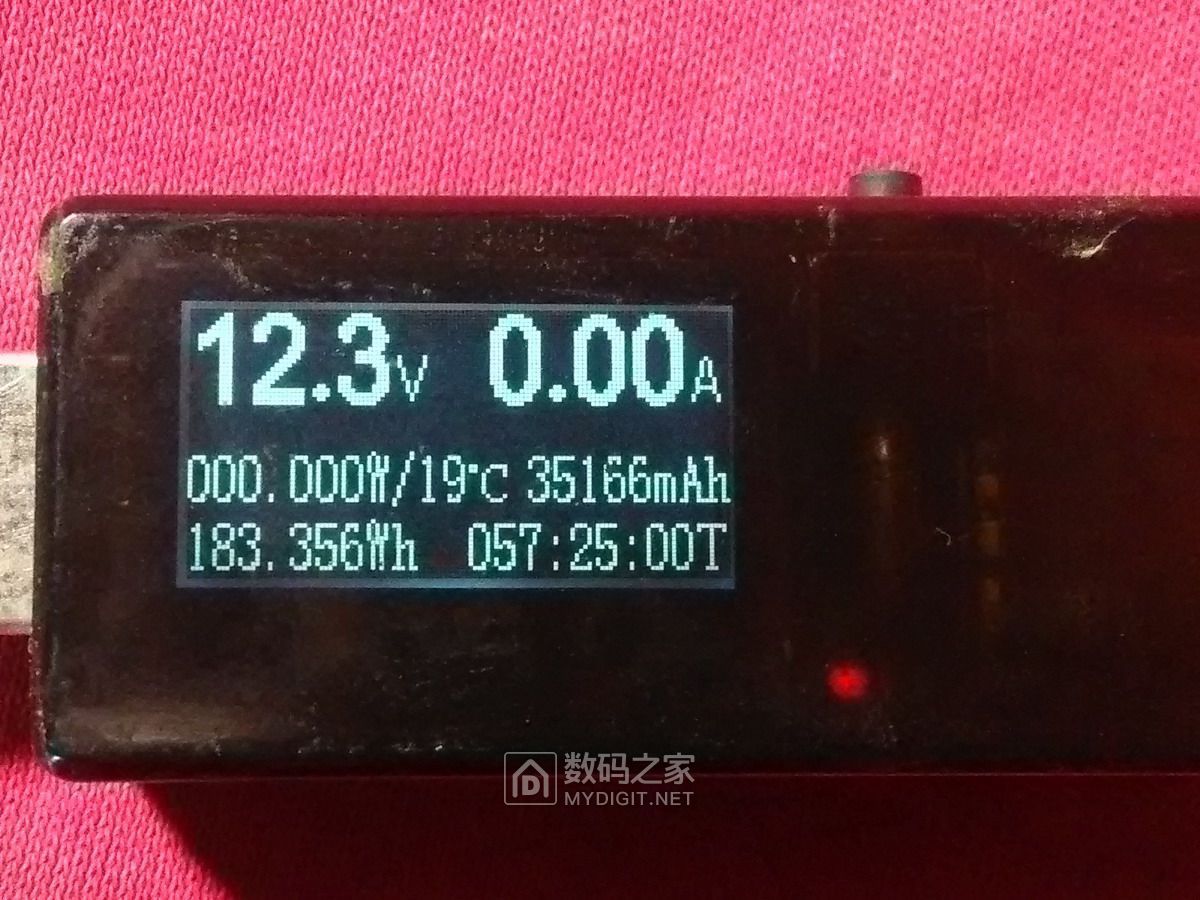 12.3V 0.00A
000.000W/19℃ 35166mAh
183.356Wh 057:25:00T
数码之家
MYDIGIT.NET